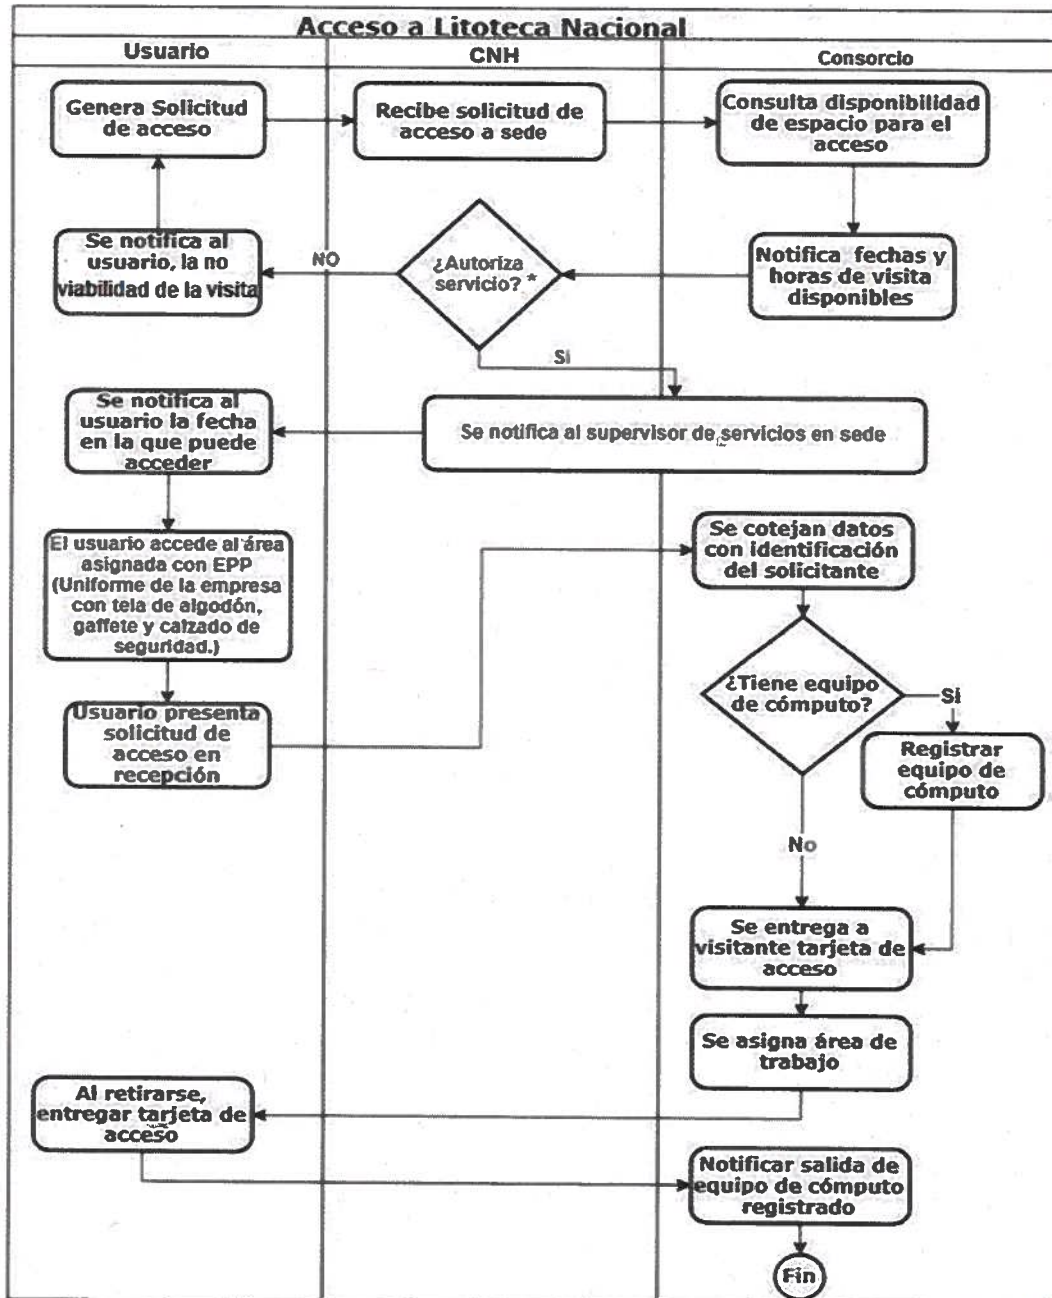 Acceso a Litoteca Nacional
Usuario
CNH
Consorcio
Genera Solicitud
de acceso
Recibe solicitud de
acceso a sede
Consulta disponibilidad
de espacio para el
acceso
Se notifica al
usuario, la no
viabilidad de la visita
NO
¿Autoriza
servicio? *
Notifica fechas y
horas de visita
disponibles
Si
Se notifica al
usuario la fecha
en la que puede
acceder
Se notifica al supervisor de servicios en sede
El usuario accede al área
asignada con EPP
(Uniforme de la empresa
con tela de algodón,
gaffete y calzado de
seguridad.)
Se cotejan datos
con identificación
del solicitante
Usuario presenta
solicitud de
acceso en
recepción
¿Tiene equipo
de cómputo?
Si
Registrar
equipo de
cómputo
No
Se entrega a
visitante tarjeta de
acceso
Se asigna área de
trabajo
Al retirarse,
entregar tarjeta de
acceso
Notificar salida de
equipo de cómputo
registrado
Fin